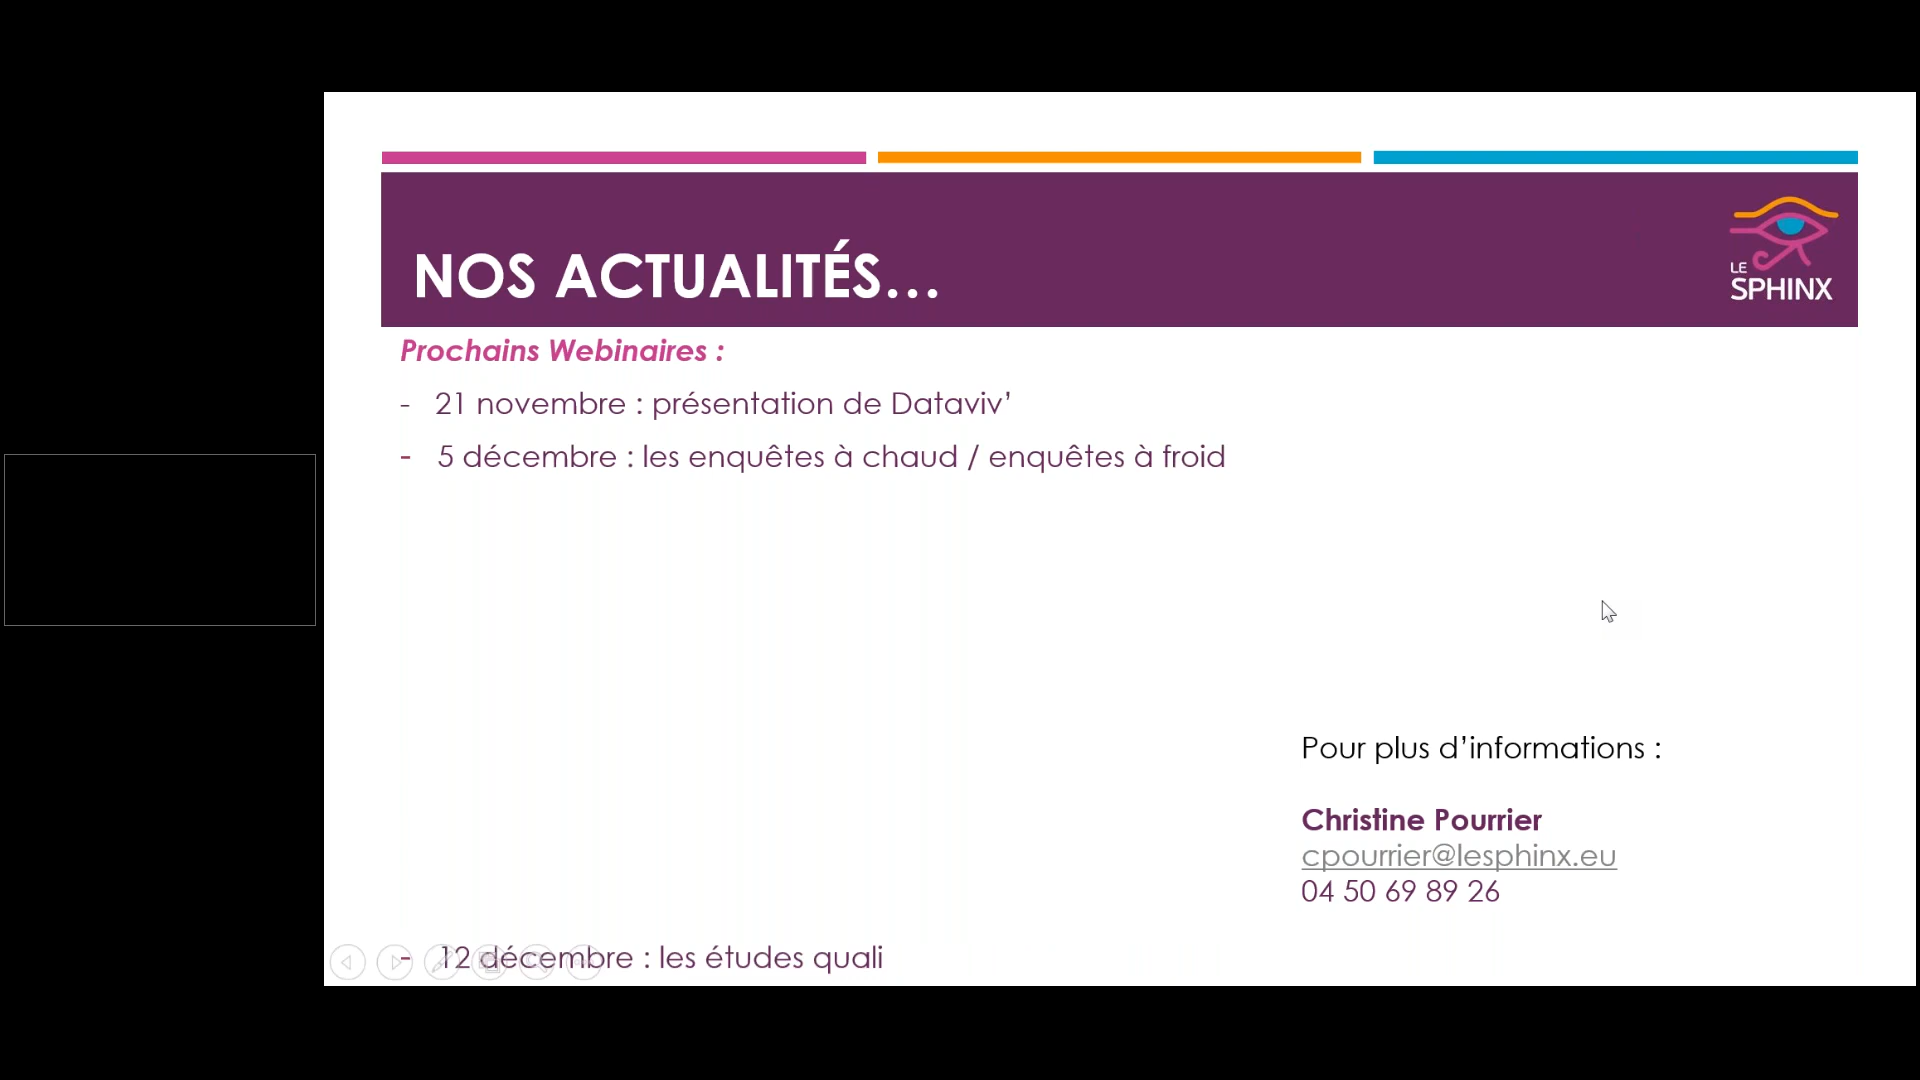 NOS ACTUALITÉS…
LE
SPHINX
Prochains Webinaires :
- 21 novembre : présentation de Dataviv’
- 5 décembre : les enquêtes à chaud / enquêtes à froid
Pour plus d’informations :
Christine Pourrier
cpourrier@lesphinx.eu
04 50 69 89 26
- 12 décembre : les études quali